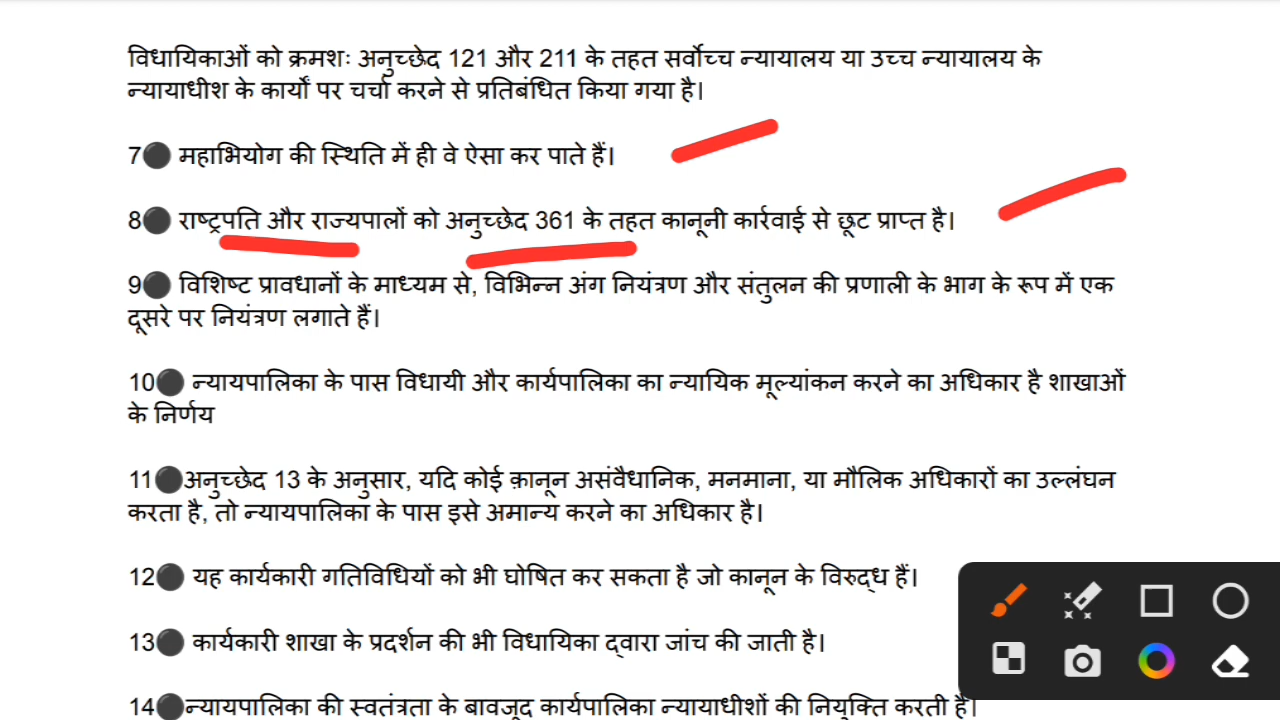 विधायिकाओं को क्रमशः अनुच्छेद 121 और 211 के तहत सर्वोच्च न्यायालय या उच्च न्यायालय के
न्यायाधीश के कार्यों पर चर्चा करने से प्रतिबंधित किया गया है।
7⚫ महाभियोग की स्थिति में ही वे ऐसा कर पाते हैं।
8⚫ राष्ट्रपति और राज्यपालों को अनुच्छेद 361 के तहत कानूनी कार्रवाई से छूट प्राप्त है।
9⚫ विशिष्ट प्रावधानों के माध्यम से, विभिन्न अंग नियंत्रण और संतुलन की प्रणाली के भाग के रूप में एक
दूसरे पर नियंत्रण लगाते हैं।
10⚫ न्यायपालिका के पास विधायी और कार्यपालिका का न्यायिक मूल्यांकन करने का अधिकार है शाखाओं
के निर्णय
11⚫अनुच्छेद 13 के अनुसार, यदि कोई क़ानून असंवैधानिक, मनमाना, या मौलिक अधिकारों का उल्लंघन
करता है, तो न्यायपालिका के पास इसे अमान्य करने का अधिकार है।
12⚫ यह कार्यकारी गतिविधियों को भी घोषित कर सकता है जो कानून के विरुद्ध हैं।
13⚫ कार्यकारी शाखा के प्रदर्शन की भी विधायिका द्वारा जांच की जाती है।
14⚫न्यायपालिका की स्वतंत्रता के बावजूद कार्यपालिका न्यायाधीशों की नियुक्ति करती है।